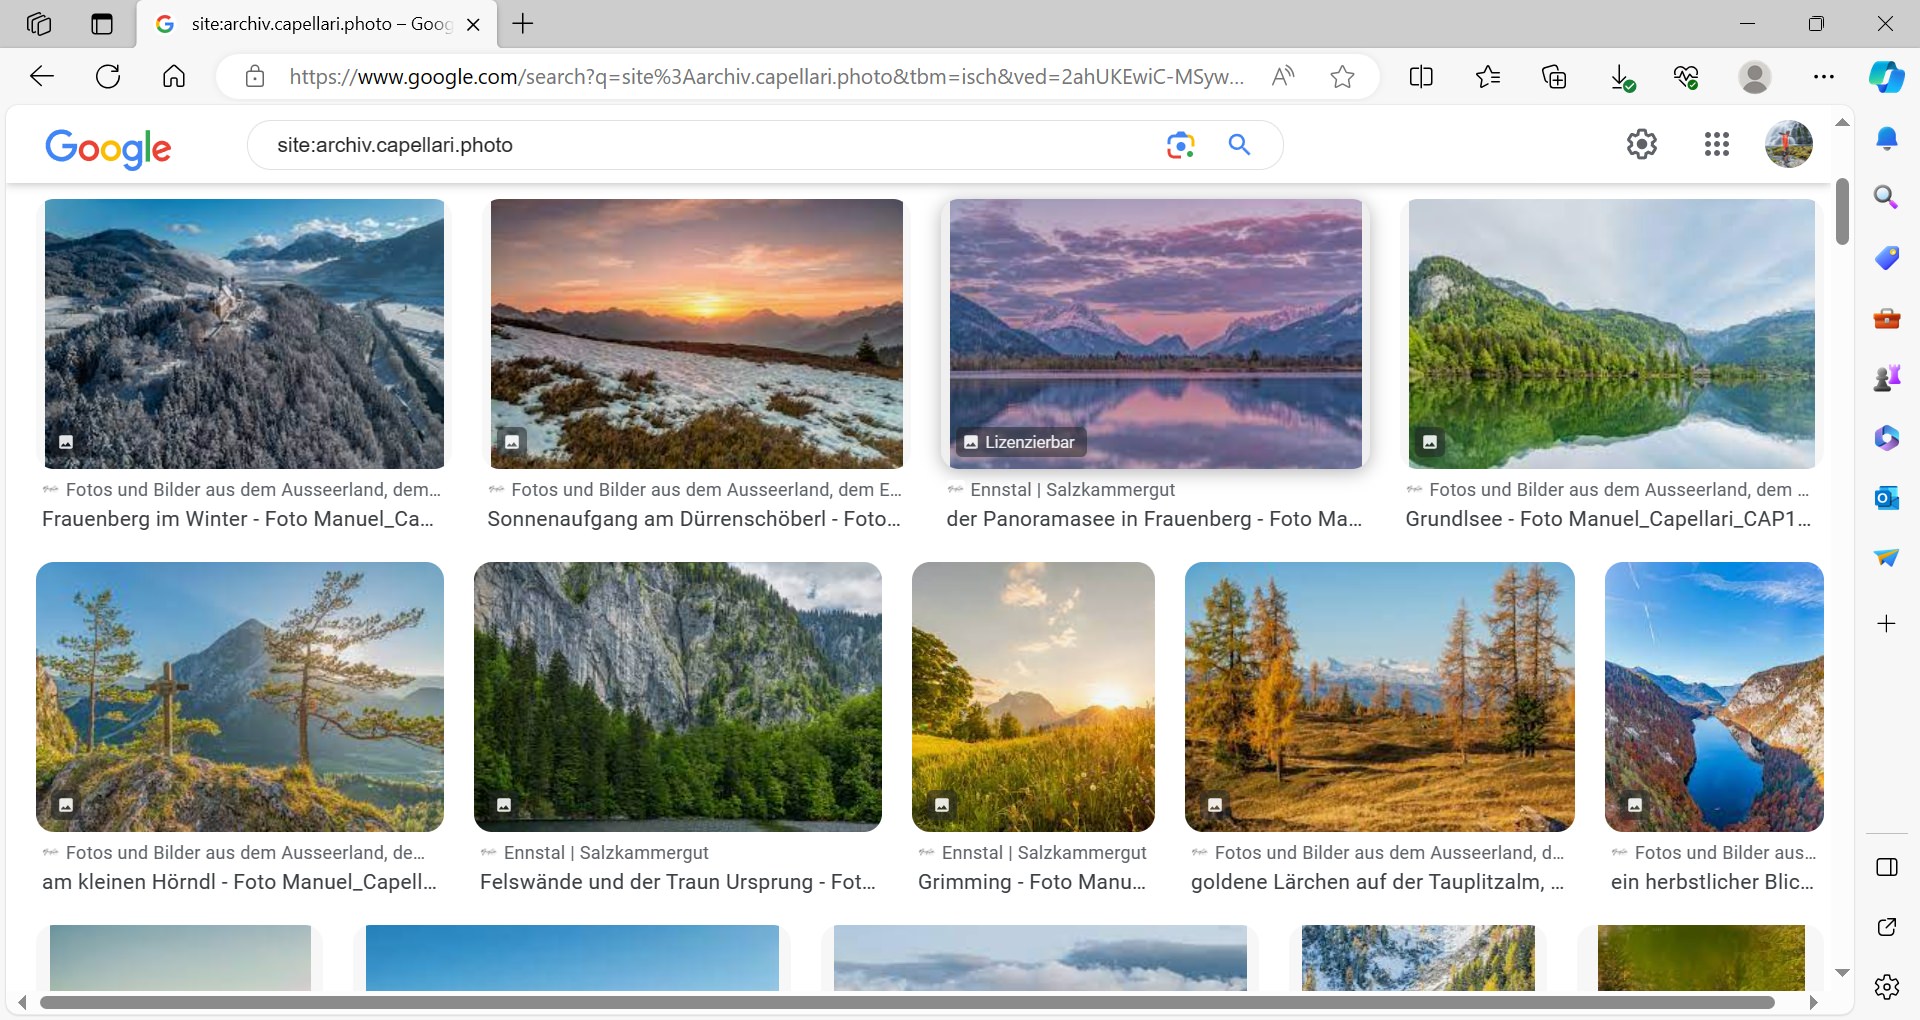 site:archiv.capellari.photo – Goog
https://www.google.com/search?q=site%3Aarchiv.capellari.photo&tbm=isch&ved=2ahUKEwiC-MSyw...
Google
site:archiv.capellari.photo
Lizenzierbar
Fotos und Bilder aus dem Ausseerland, dem...
Frauenberg im Winter - Foto Manuel_Ca...
Fotos und Bilder aus dem Ausseerland, dem E...
Sonnenaufgang am Dürrenschöberl - Foto...
Ennstal | Salzkammergut
der Panoramasee in Frauenberg - Foto Ma...
Fotos und Bilder aus dem Ausseerland, dem ...
Grundlsee - Foto Manuel_Capellari_CAP1...
Fotos und Bilder aus dem Ausseerland, de...
am kleinen Hörndl - Foto Manuel_Capell...
Ennstal | Salzkammergut
Felswände und der Traun Ursprung - Fot...
Ennstal | Salzkammergut
Grimming - Foto Manu...
Fotos und Bilder aus dem Ausseerland, d...
goldene Lärchen auf der Tauplitzalm, ...
Fotos und Bilder aus...
ein herbstlicher Blic...